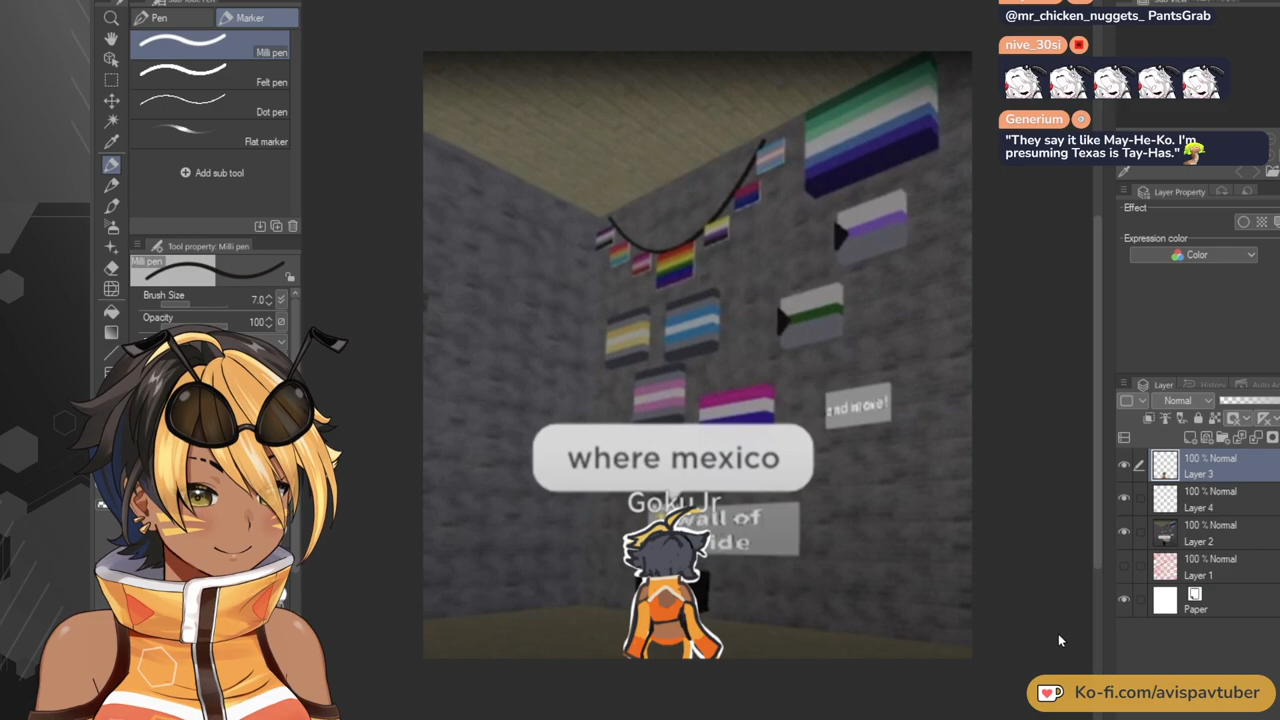 Pen
Marker
Milli pen
Felt pen
Dot pen
Flat marker
Add sub tool
Tool property: Milli pen
Milli pen
Brush Size
7.0
Opacity
100
and more!
where mexico
Goku Jr
wall of
ide
@mr_chicken_nuggets_ PantsGrab
nive_30si
Generium
"They say it like May-He-Ko. I'm
presuming Texas is Tay-Has."
Layer Property
Effect
Expression color
Color
Layer
History
Normal
100 % Normal
Layer 3
100 % Normal
Layer 4
100 % Normal
Layer 2
100 % Normal
Layer 1
Paper
Ko-fi.com/avispavtuber